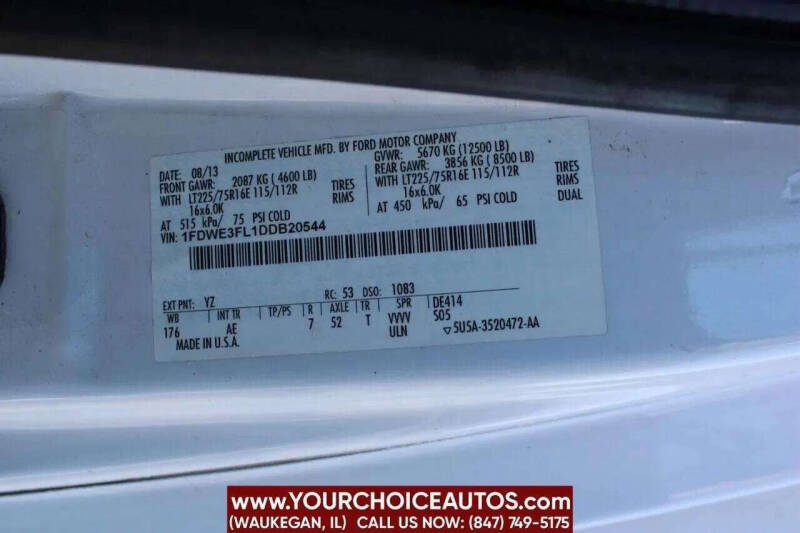 INCOMPLETE VEHICLE MFD. BY FORD MOTOR COMPANY
DATE: 08/13 GVWR: 5670 KG (12500 LB)
FRONT GAWR: 2087 KG ( 4600 LB) REAR GAWR: 3856 KG ( 8500 LB)
WITH LT225/75R16E 115/112R TIRES WITH LT225/75R16E 115/112R TIRES
16x6.0K RIMS 16x6.0K RIMS
AT 515 kPa/ 75 PSI COLD AT 450 kPa/ 65 PSI COLD DUAL
VIN: 1FDWE3FL1DDB20544
EXT PNT: YZ RC: 53 DSO: 1083
WB INT TR TP/PS R AXLE TR SPR DE414
176 AE 7 52 T VVVV S05
MADE IN U.S.A. ULN ▽5U5A-3520472-AA
www.YOURCHOICEAUTOS.com
(WAUKEGAN, IL) CALL US NOW: (847) 749-5175